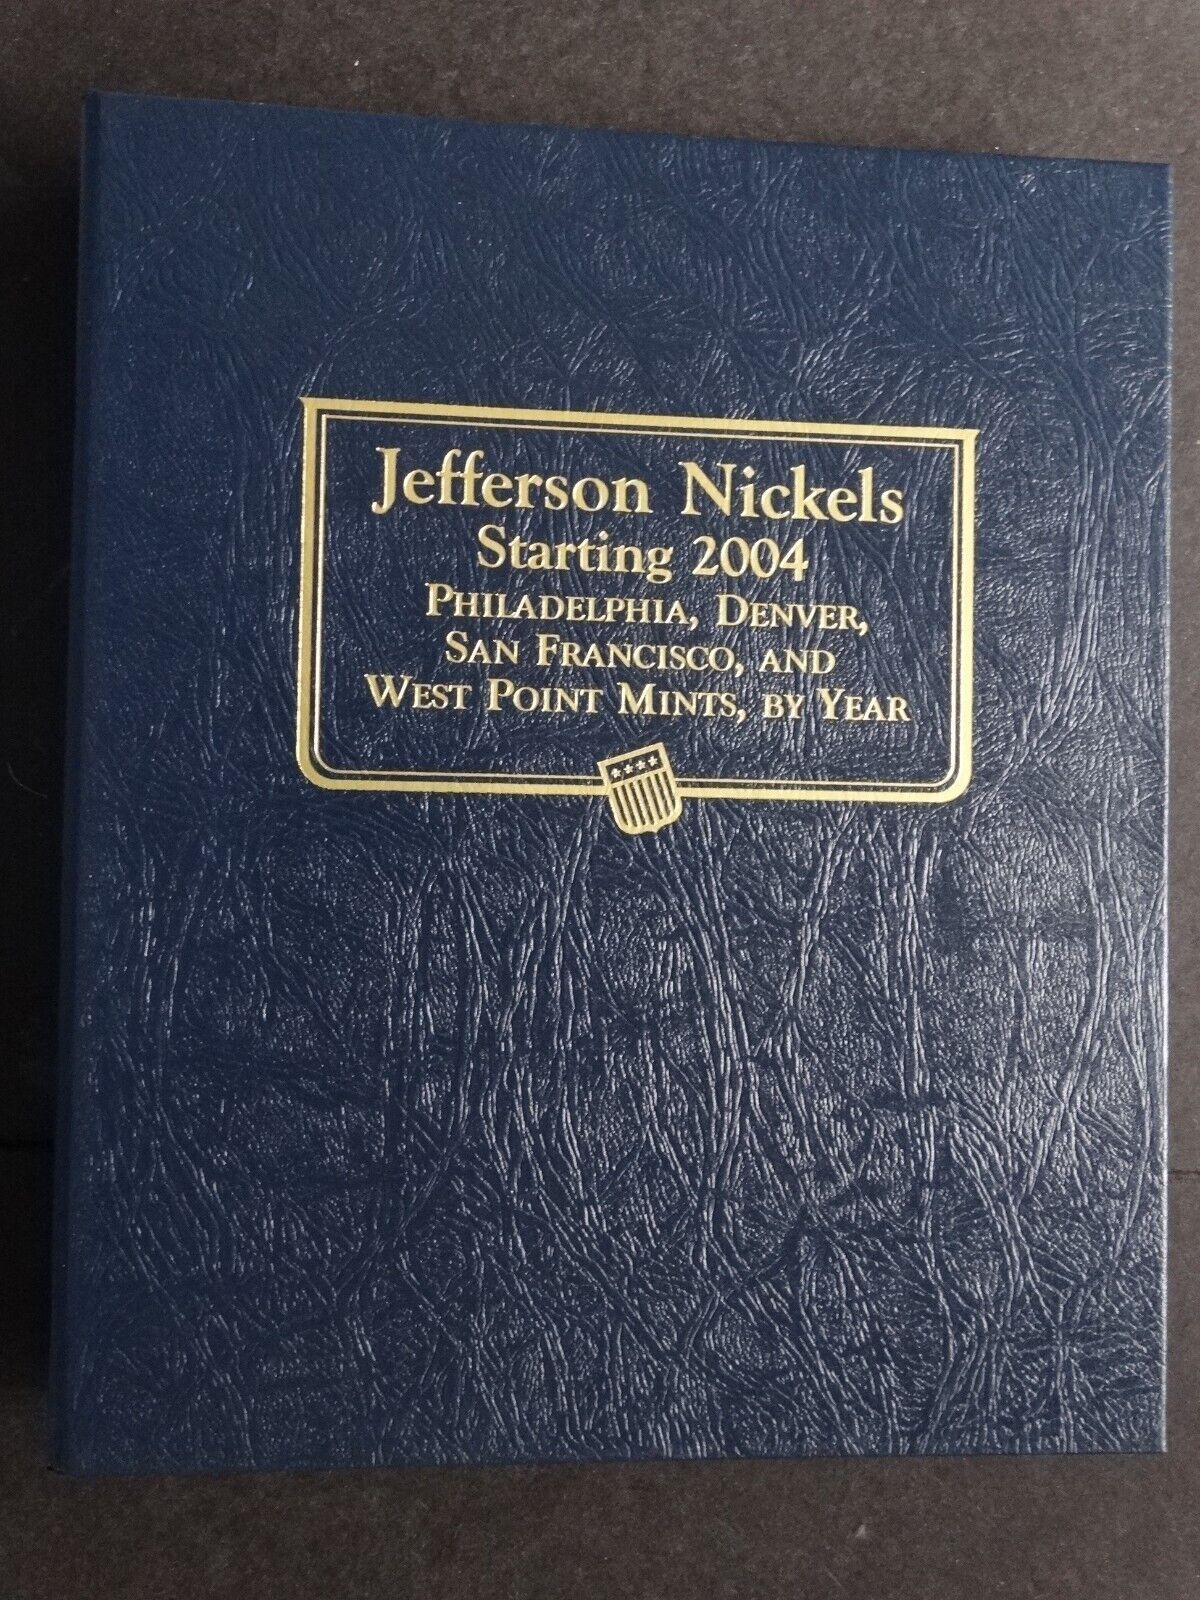 Jefferson Nickels
Starting 2004
PHILADELPHIA, DENVER,
SAN FRANCISCO, AND
WEST POINT MINTS, BY YEAR